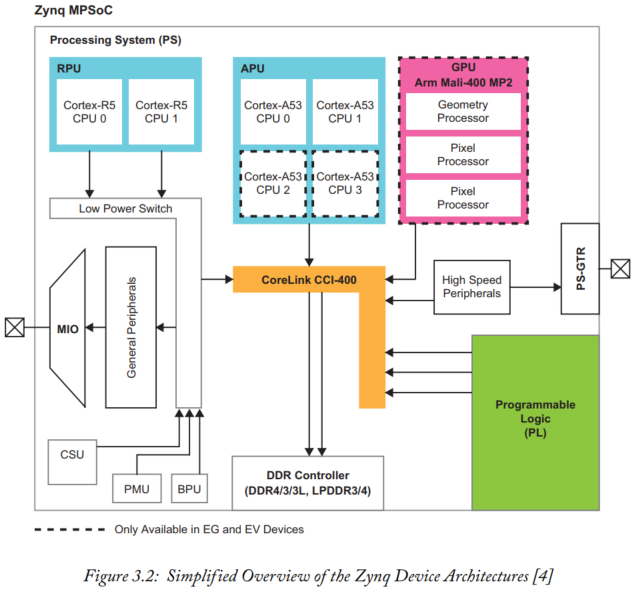 Zynq MPSoC
Processing System (PS)
RPU
Cortex-R5
CPU 0
Cortex-R5
CPU 1
APU
Cortex-A53
CPU 0
Cortex-A53
CPU 1
Cortex-A53
CPU 2
Cortex-A53
CPU 3
GPU
Arm Mali-400 MP2
Geometry
Processor
Pixel
Processor
Pixel
Processor
Low Power Switch
CoreLink CCI-400
High Speed
Peripherals
PS-GTR
MIO
General Peripherals
Programmable
Logic
(PL)
CSU
PMU
BPU
DDR Controller
(DDR4/3/3L, LPDDR3/4)
Only Available in EG and EV Devices
Figure 3.2: Simplified Overview of the Zynq Device Architectures [4]